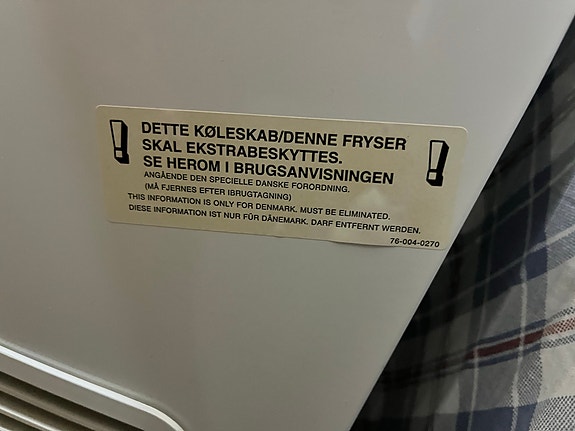 DETTE KØLESKAB/DENNE FRYSER
SKAL EKSTRABESKYTTES.
SE HEROM I BRUGSANVISNINGEN
ANGÅENDE DEN SPECIELLE DANSKE FORORDNING.
(MÅ FJERNES EFTER IBRUGTAGNING)
THIS INFORMATION IS ONLY FOR DENMARK. MUST BE ELIMINATED.
DIESE INFORMATION IST NUR FÜR DÄNEMARK. DARF ENTFERNT WERDEN.
76-004-0270